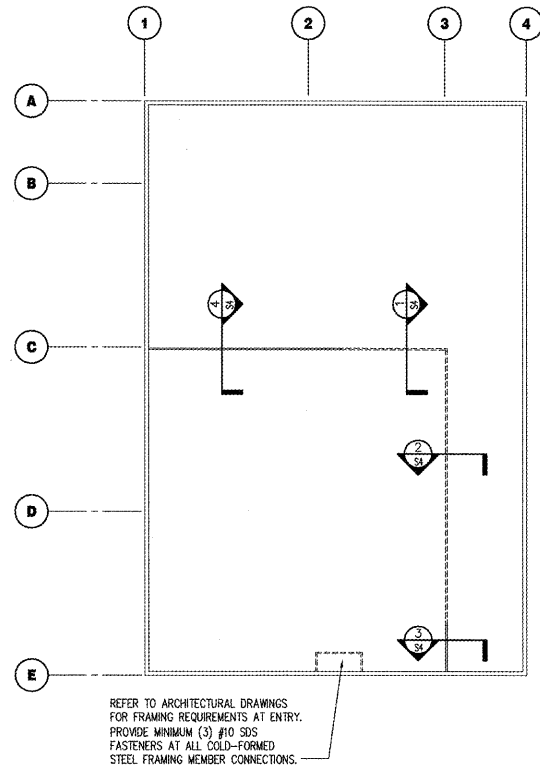 1 2 3 4
A
B
4 S4
1 S4
C
2
S4
D
3
S4
E
REFER TO ARCHITECTURAL DRAWINGS
FOR FRAMING REQUIREMENTS AT ENTRY.
PROVIDE MINIMUM (3) #10 SDS
FASTENERS AT ALL COLD-FORMED
STEEL FRAMING MEMBER CONNECTIONS.